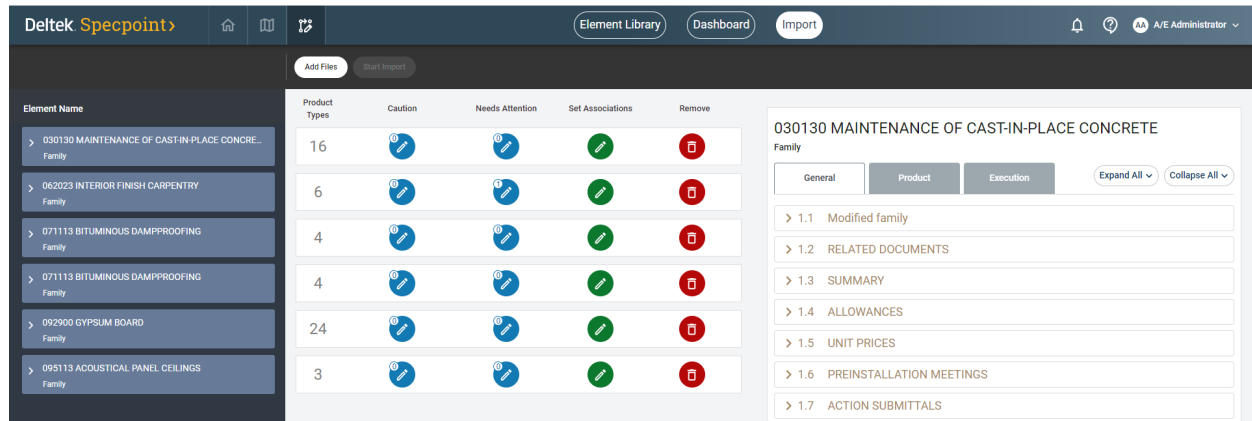 Deltek Specpoint
Element Library
Dashboard
Import
AA
A/E Administrator
Add Files
Start Import
Element Name
Product Types
Caution
Needs Attention
Set Associations
Remove
030130 MAINTENANCE OF CAST-IN-PLACE CONCRE...
Family
16
0
0
062023 INTERIOR FINISH CARPENTRY
Family
6
0
1
071113 BITUMINOUS DAMPPROOFING
Family
4
0
0
071113 BITUMINOUS DAMPPROOFING
Family
4
0
0
092900 GYPSUM BOARD
Family
24
0
0
095113 ACOUSTICAL PANEL CEILINGS
Family
3
0
0
030130 MAINTENANCE OF CAST-IN-PLACE CONCRETE
Family
General
Product
Execution
Expand All
Collapse All
1.1 Modified family
1.2 RELATED DOCUMENTS
1.3 SUMMARY
1.4 ALLOWANCES
1.5 UNIT PRICES
1.6 PREINSTALLATION MEETINGS
1.7 ACTION SUBMITTALS